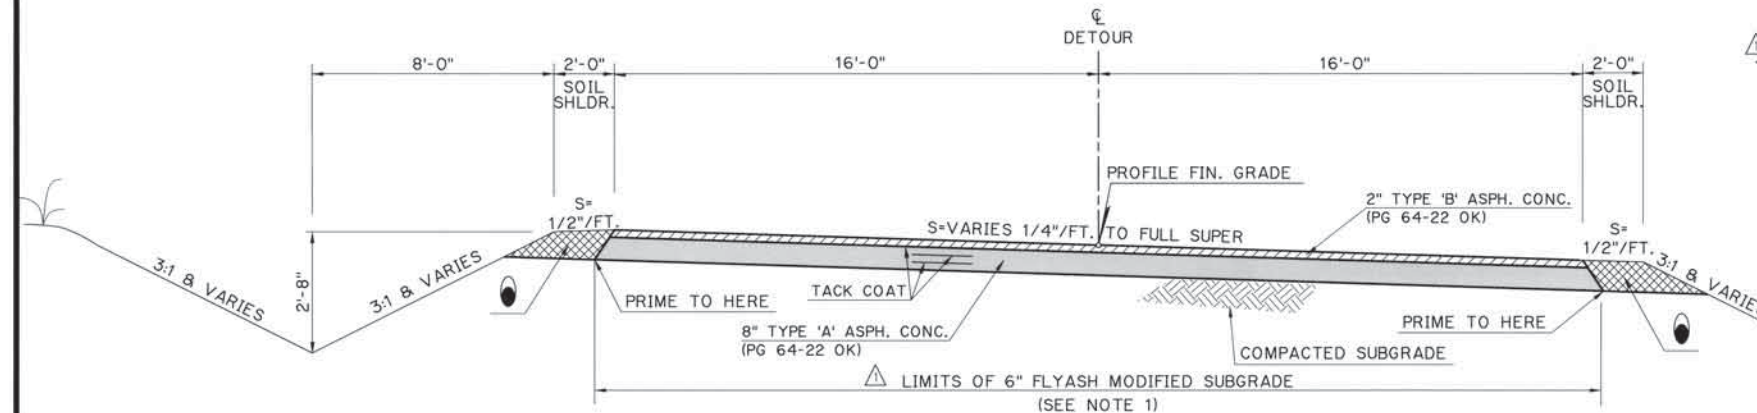 ℄
DETOUR
8'-0"
2'-0"
16'-0"
16'-0"
2'-0"
SOIL
SHLDR.
SOIL
SHLDR.
PROFILE FIN. GRADE
2" TYPE 'B' ASPH. CONC.
(PG 64-22 OK)
S=
1/2"/FT.
S=VARIES 1/4"/FT. TO FULL SUPER
S=
1/2"/FT.
3:1 & VARIES
2'-8"
3:1 & VARIES
3:1 & VARIES
PRIME TO HERE
TACK COAT
8" TYPE 'A' ASPH. CONC.
(PG 64-22 OK)
PRIME TO HERE
COMPACTED SUBGRADE
1 LIMITS OF 6" FLYASH MODIFIED SUBGRADE
(SEE NOTE 1)